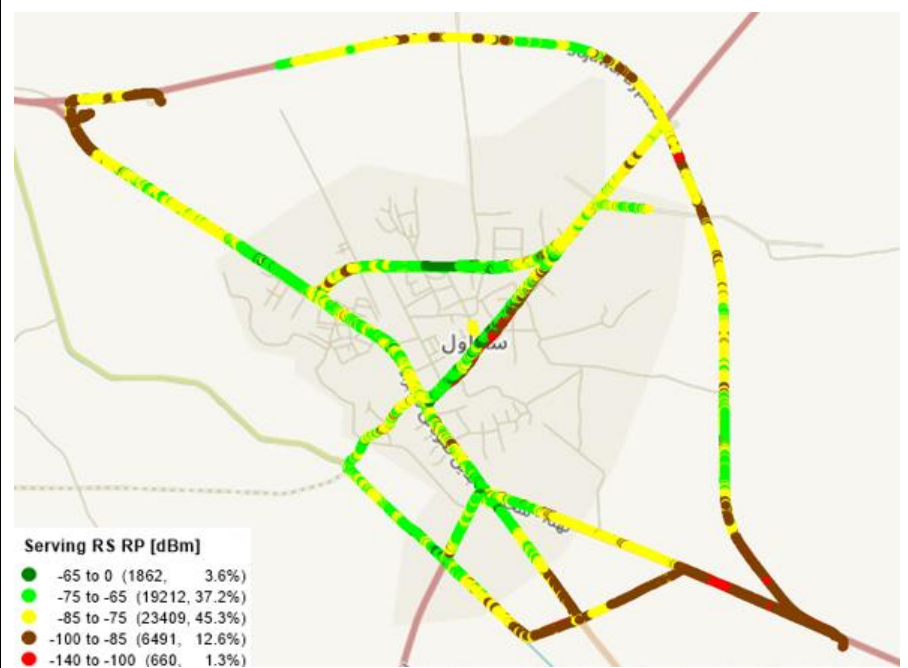 سجاول
Serving RS RP [dBm]
-65 to 0 (1862, 3.6%)
-75 to -65 (19212, 37.2%)
-85 to -75 (23409, 45.3%)
-100 to -85 (6491, 12.6%)
-140 to -100 (660, 1.3%)